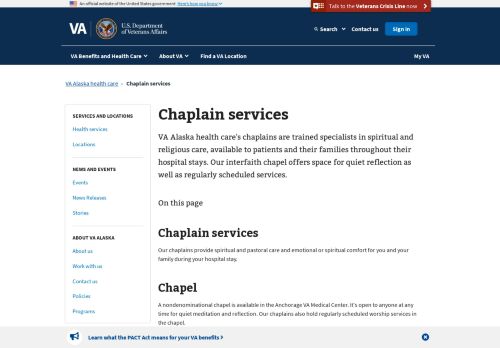 An official website of the United States government Here's how you know
Talk to the Veterans Crisis Line now
VA
U.S. Department
of Veterans Affairs
Search
Contact us
Sign in
VA Benefits and Health Care
About VA
Find a VA Location
My VA
VA Alaska health care
Chaplain services
SERVICES AND LOCATIONS
Health services
Locations
NEWS AND EVENTS
Events
News Releases
Stories
ABOUT VA ALASKA
About us
Work with us
Contact us
Policies
Programs
Chaplain services
VA Alaska health care's chaplains are trained specialists in spiritual and
religious care, available to patients and their families throughout their
hospital stays. Our interfaith chapel offers space for quiet reflection as
well as regularly scheduled services.
On this page
Chaplain services
Our chaplains provide spiritual and pastoral care and emotional or spiritual comfort for you and your
family during your hospital stay.
Chapel
A nondenominational chapel is available in the Anchorage VA Medical Center. It's open to anyone at any
time for quiet meditation and reflection. Our chaplains also hold regularly scheduled worship services in
the chapel.
Learn what the PACT Act means for your VA benefits